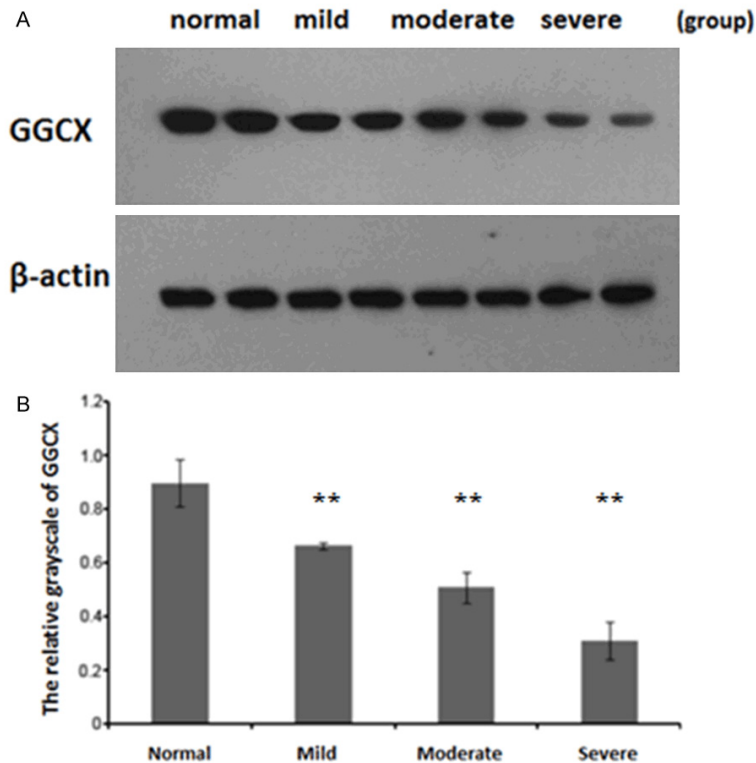 A
normal mild moderate severe (group)
GGCX
β-actin
B
The relative grayscale of GGCX
1.2
1.0
0.8
0.6
0.4
0.2
0
** ** **
Normal Mild Moderate Severe